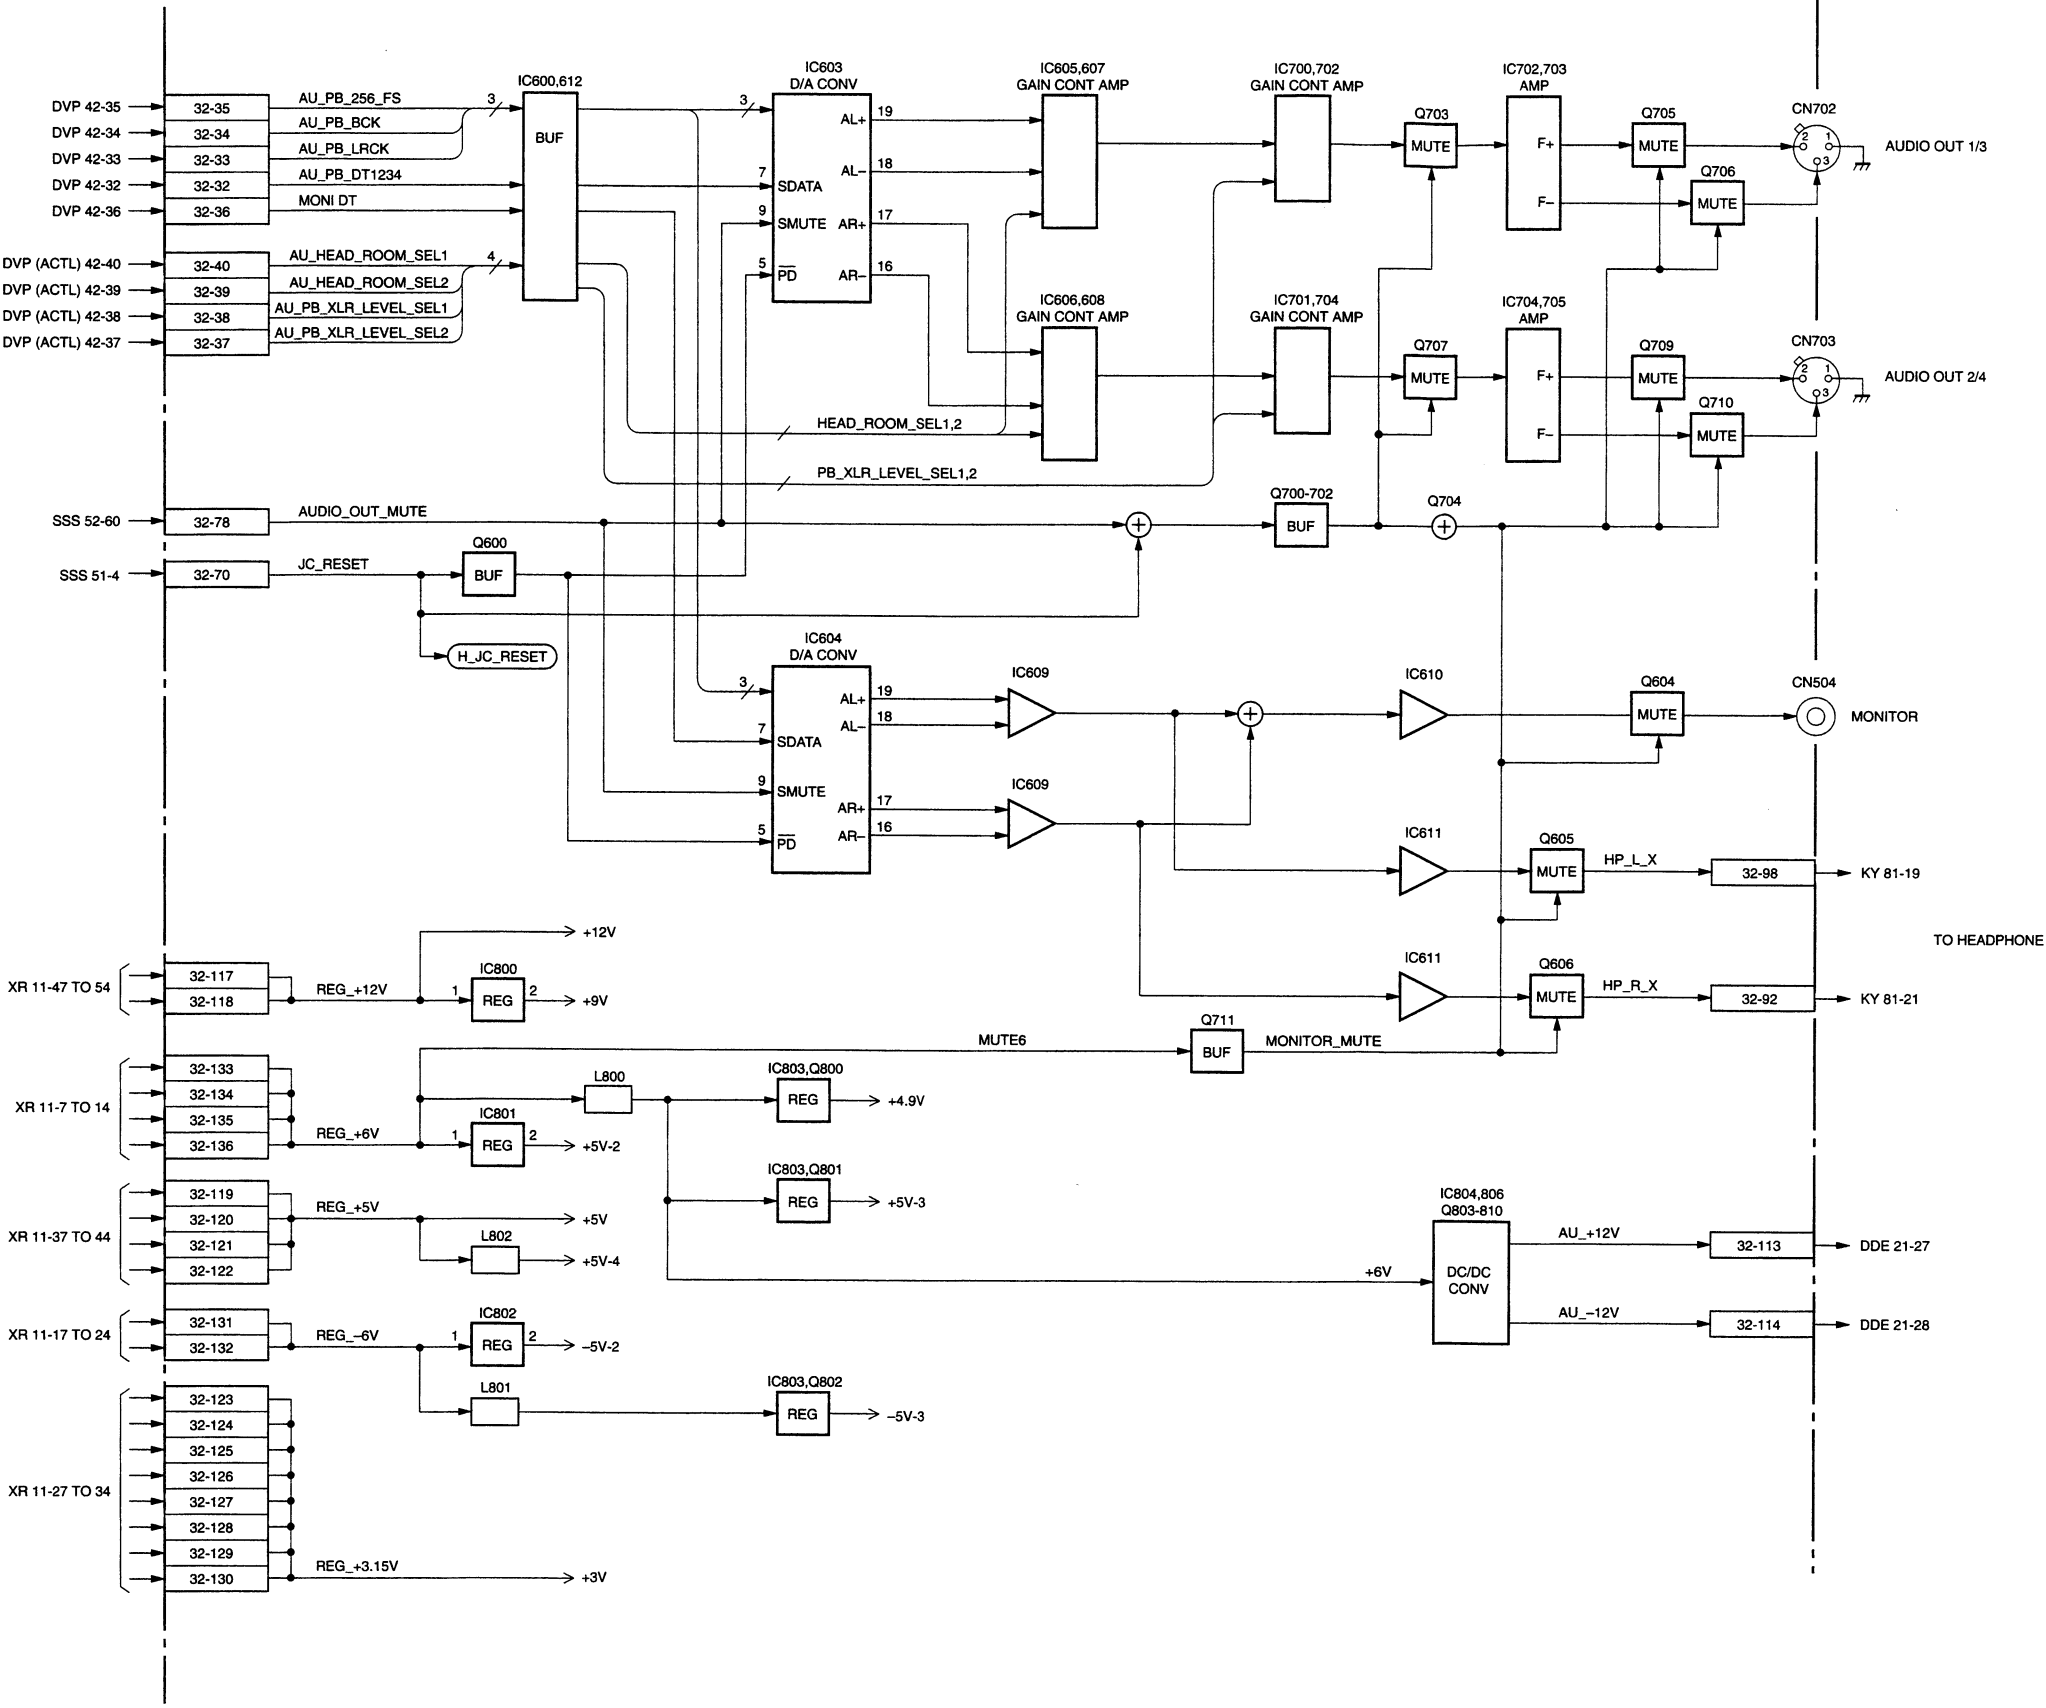 DVP 42-35
32-35
AU_PB_256_FS
DVP 42-34
32-34
AU_PB_BCK
DVP 42-33
32-33
AU_PB_LRCK
DVP 42-32
32-32
AU_PB_DT1234
DVP 42-36
32-36
MONI DT
DVP (ACTL) 42-40
32-40
AU_HEAD_ROOM_SEL1
DVP (ACTL) 42-39
32-39
AU_HEAD_ROOM_SEL2
DVP (ACTL) 42-38
32-38
AU_PB_XLR_LEVEL_SEL1
DVP (ACTL) 42-37
32-37
AU_PB_XLR_LEVEL_SEL2
3
4
IC600,612
BUF
IC603
D/A CONV
3
7
SDATA
9
SMUTE
5
PD
AL+
19
AL–
18
AR+
17
AR–
16
IC605,607
GAIN CONT AMP
IC606,608
GAIN CONT AMP
IC700,702
GAIN CONT AMP
IC701,704
GAIN CONT AMP
Q703
MUTE
IC702,703
AMP
F+
F–
Q705
MUTE
Q706
MUTE
CN702
2
1
3
AUDIO OUT 1/3
Q707
MUTE
IC704,705
AMP
F+
F–
Q709
MUTE
Q710
MUTE
CN703
2
1
3
AUDIO OUT 2/4
HEAD_ROOM_SEL1,2
PB_XLR_LEVEL_SEL1,2
SSS 52-60
32-78
AUDIO_OUT_MUTE
Q700-702
BUF
Q704
SSS 51-4
32-70
JC_RESET
Q600
BUF
H_JC_RESET
IC604
D/A CONV
3
7
SDATA
9
SMUTE
5
PD
AL+
19
AL–
18
AR+
17
AR–
16
IC609
IC609
IC610
Q604
MUTE
CN504
MONITOR
IC611
Q605
MUTE
HP_L_X
32-98
KY 81-19
TO HEADPHONE
IC611
Q606
MUTE
HP_R_X
32-92
KY 81-21
MUTE6
Q711
BUF
MONITOR_MUTE
XR 11-47 TO 54
32-117
32-118
REG_+12V
+12V
IC800
1
REG
2
+9V
XR 11-7 TO 14
32-133
32-134
32-135
32-136
REG_+6V
L800
IC803,Q800
REG
+4.9V
IC801
1
REG
2
+5V-2
IC803,Q801
REG
+5V-3
XR 11-37 TO 44
32-119
32-120
32-121
32-122
REG_+5V
+5V
L802
+5V-4
+6V
IC804,806
Q803-810
DC/DC
CONV
AU_+12V
32-113
DDE 21-27
AU_–12V
32-114
DDE 21-28
XR 11-17 TO 24
32-131
32-132
REG_–6V
IC802
1
REG
2
–5V-2
L801
IC803,Q802
REG
–5V-3
XR 11-27 TO 34
32-123
32-124
32-125
32-126
32-127
32-128
32-129
32-130
REG_+3.15V
+3V